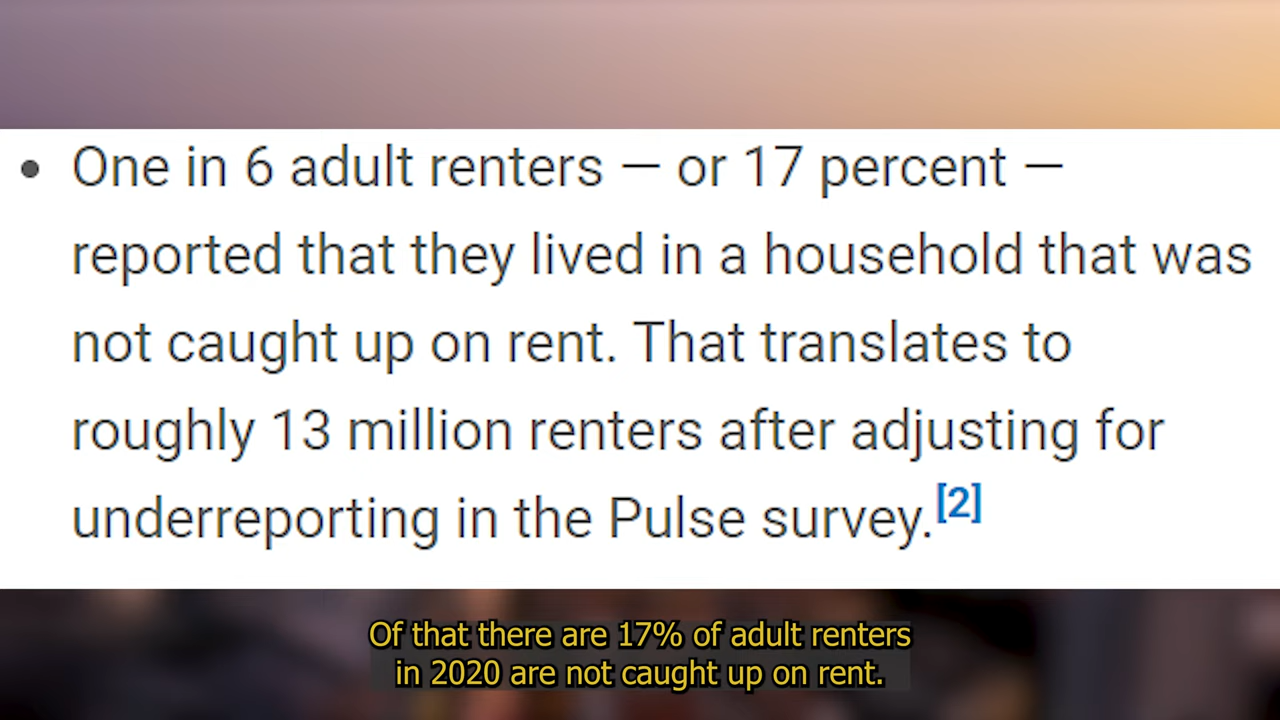 • One in 6 adult renters — or 17 percent —
reported that they lived in a household that was
not caught up on rent. That translates to
roughly 13 million renters after adjusting for
underreporting in the Pulse survey.[2]
Of that there are 17% of adult renters
in 2020 are not caught up on rent.